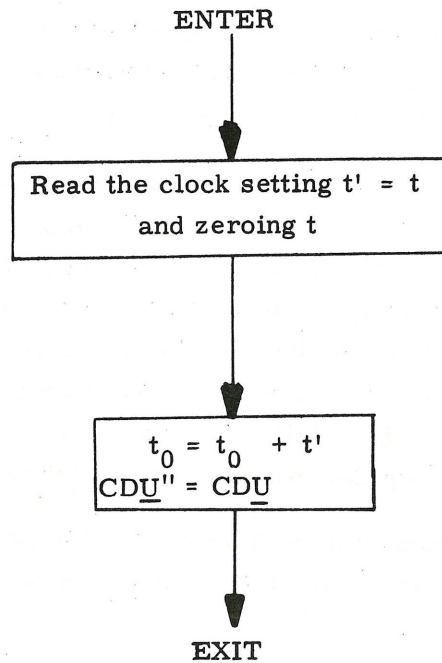 ENTER
Read the clock setting t' = t
and zeroing t
t₀ = t₀ + t'
CDU̲" = CDU̲
EXIT